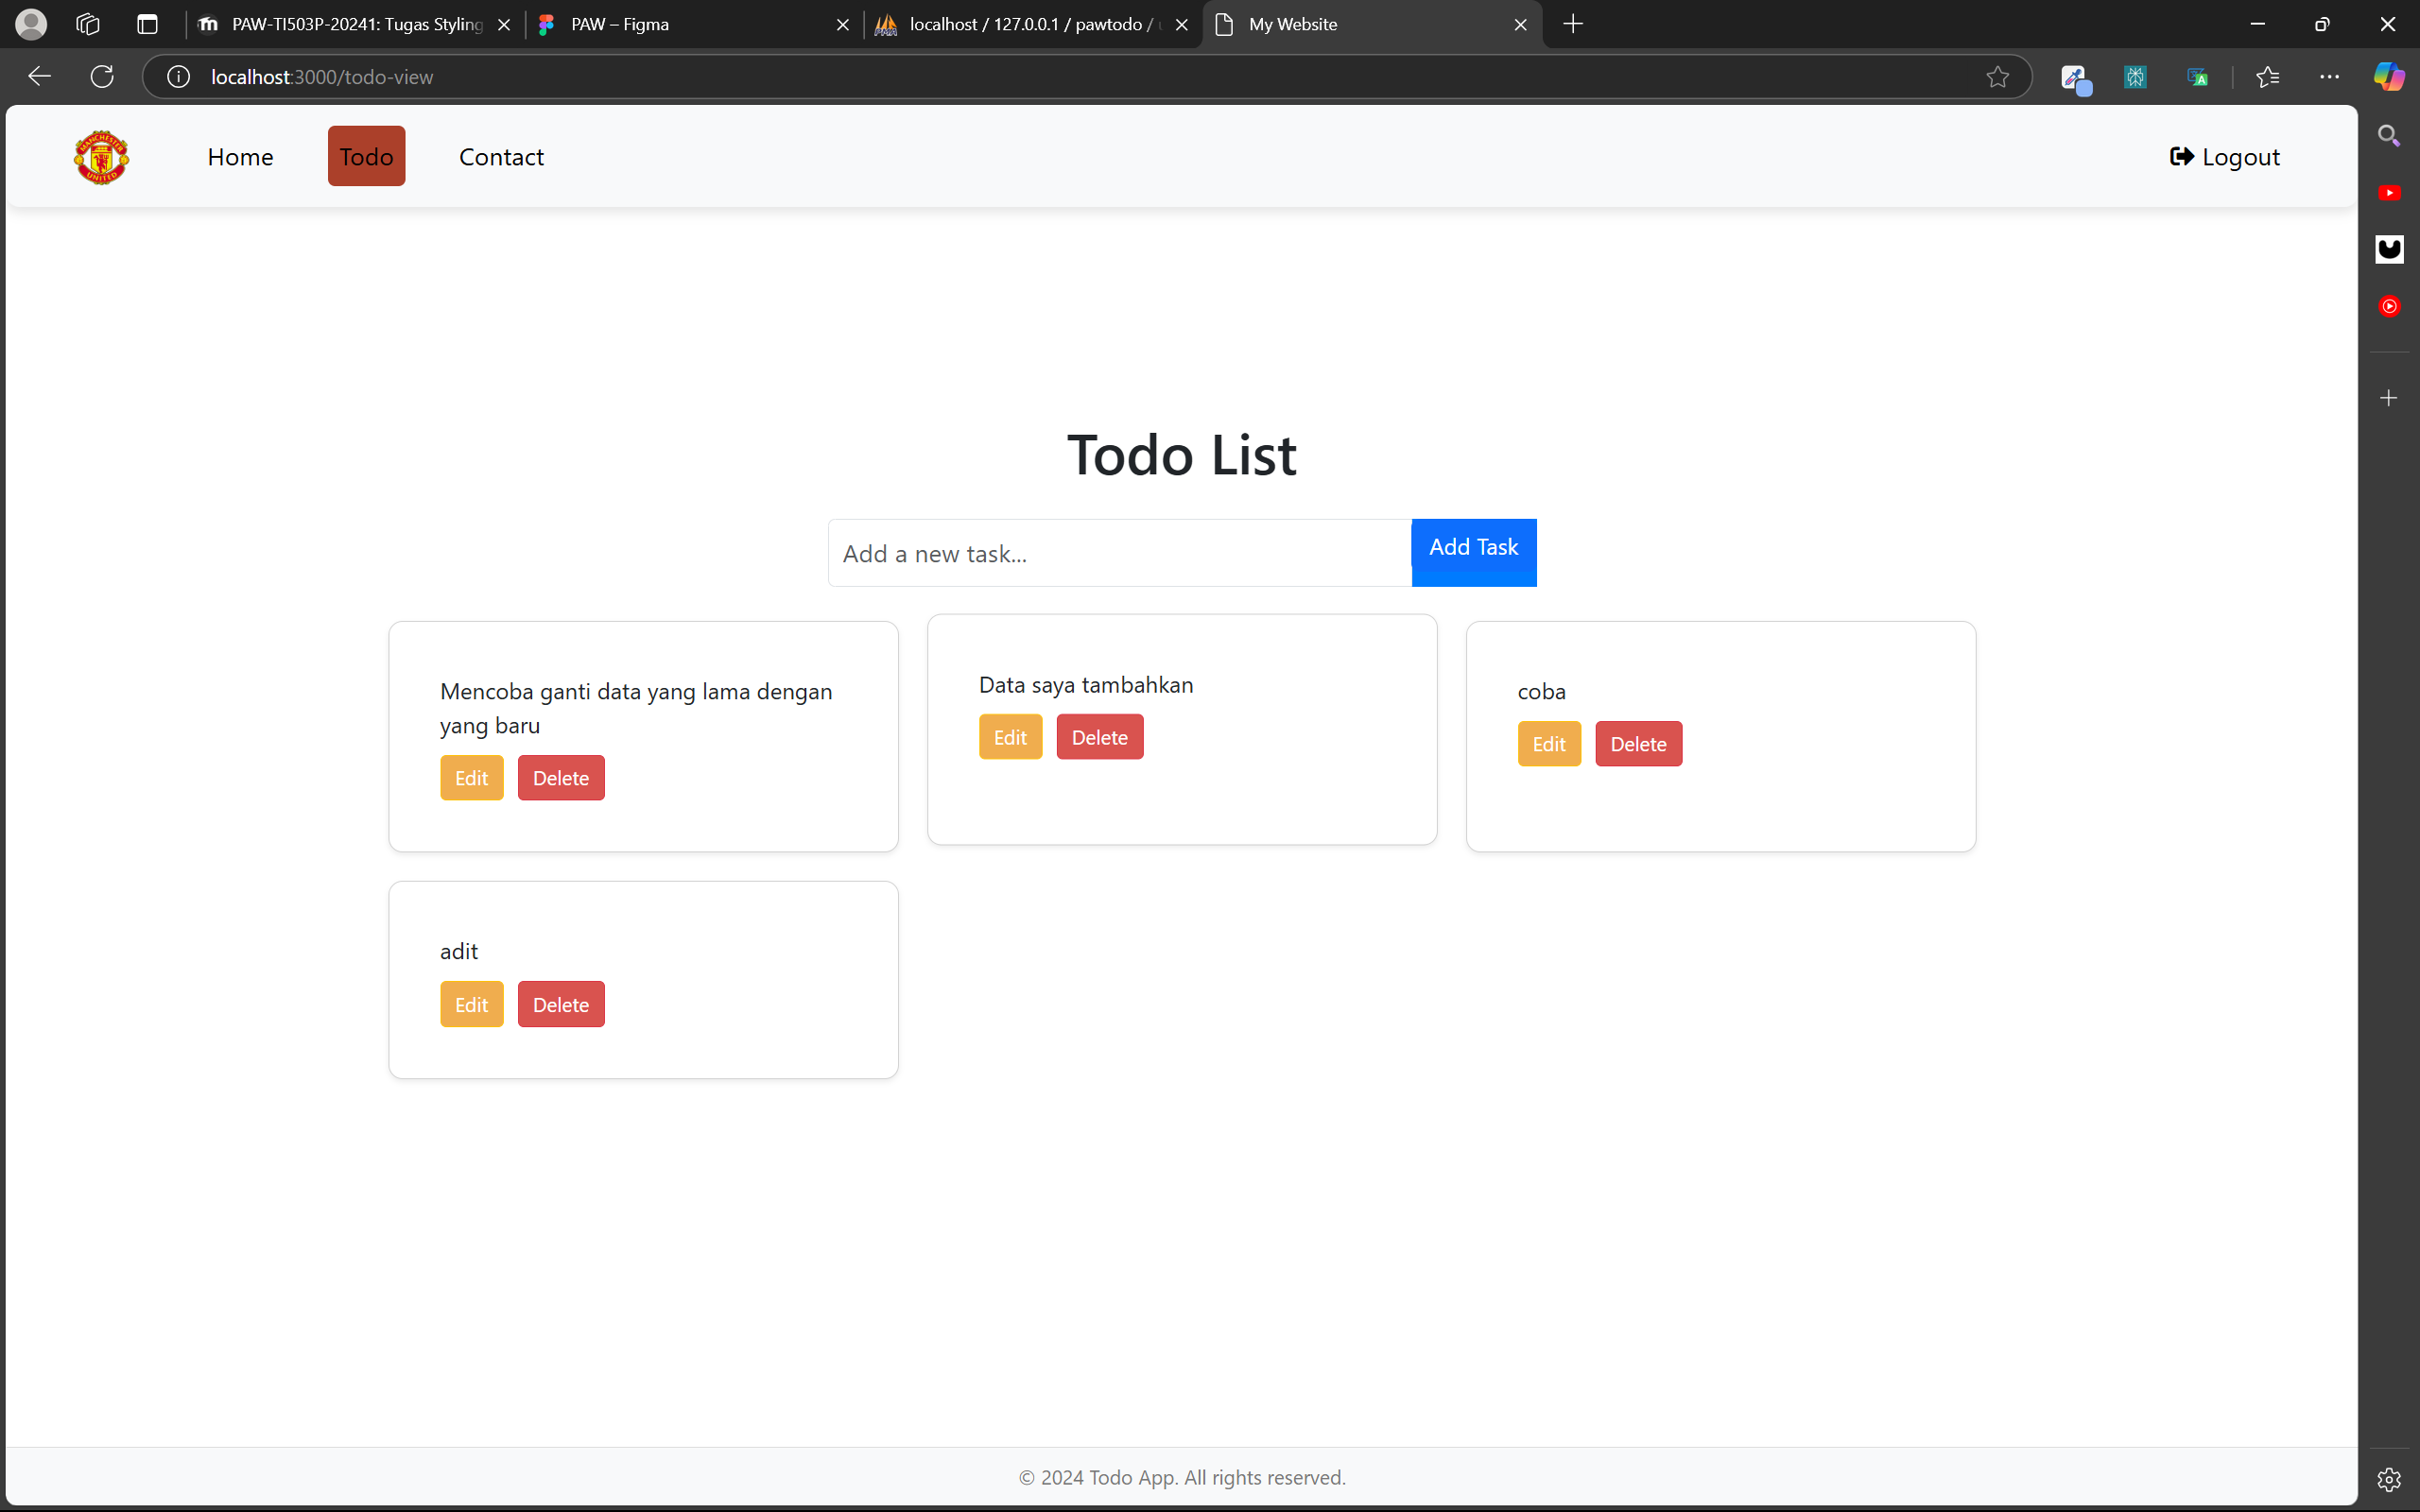 PAW-TI503P-20241: Tugas Styling
PAW – Figma
localhost / 127.0.0.1 / pawtodo /
My Website
localhost:3000/todo-view
MANCHESTER
UNITED
Home
Todo
Contact
Logout
Todo List
Add a new task...
Add Task
Mencoba ganti data yang lama dengan
yang baru
Edit
Delete
Data saya tambahkan
Edit
Delete
coba
Edit
Delete
adit
Edit
Delete
© 2024 Todo App. All rights reserved.